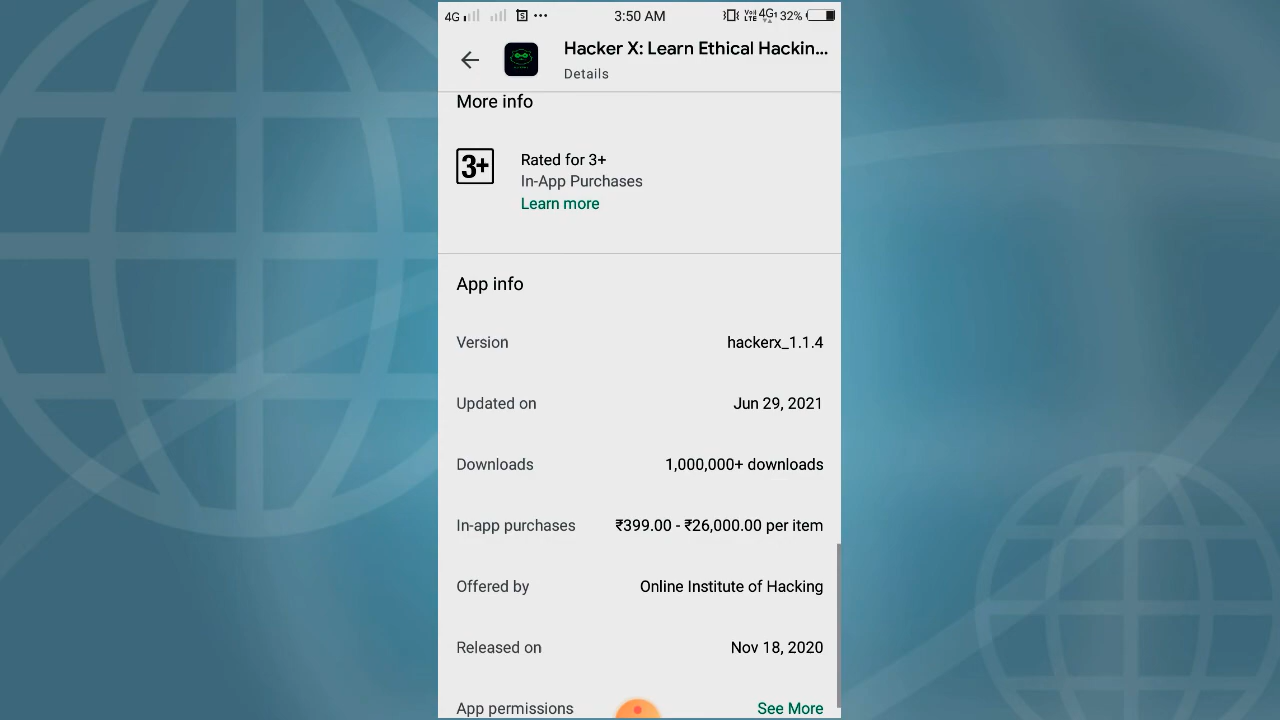 4G 3:50 AM VoI LTE 4G 32%
Hacker X: Learn Ethical Hackin...
Details
More info
3+ Rated for 3+
In-App Purchases
Learn more
App info
Version hackerx_1.1.4
Updated on Jun 29, 2021
Downloads 1,000,000+ downloads
In-app purchases ₹399.00 - ₹26,000.00 per item
Offered by Online Institute of Hacking
Released on Nov 18, 2020
App permissions See More